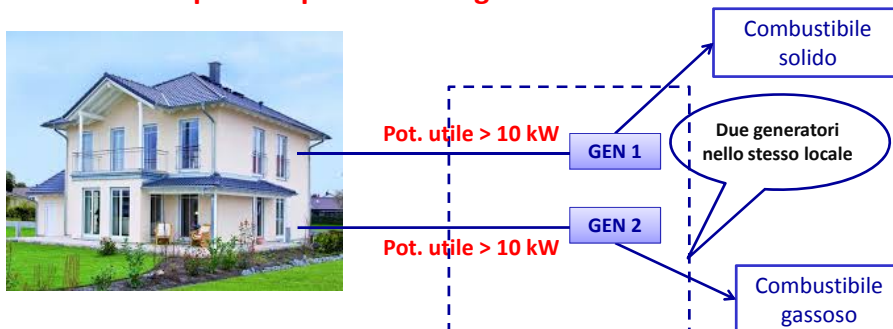 Combustibile
solido
Pot. utile > 10 kW
GEN 1
Due generatori
nello stesso locale
GEN 2
Pot. utile > 10 kW
Combustibile
gassoso